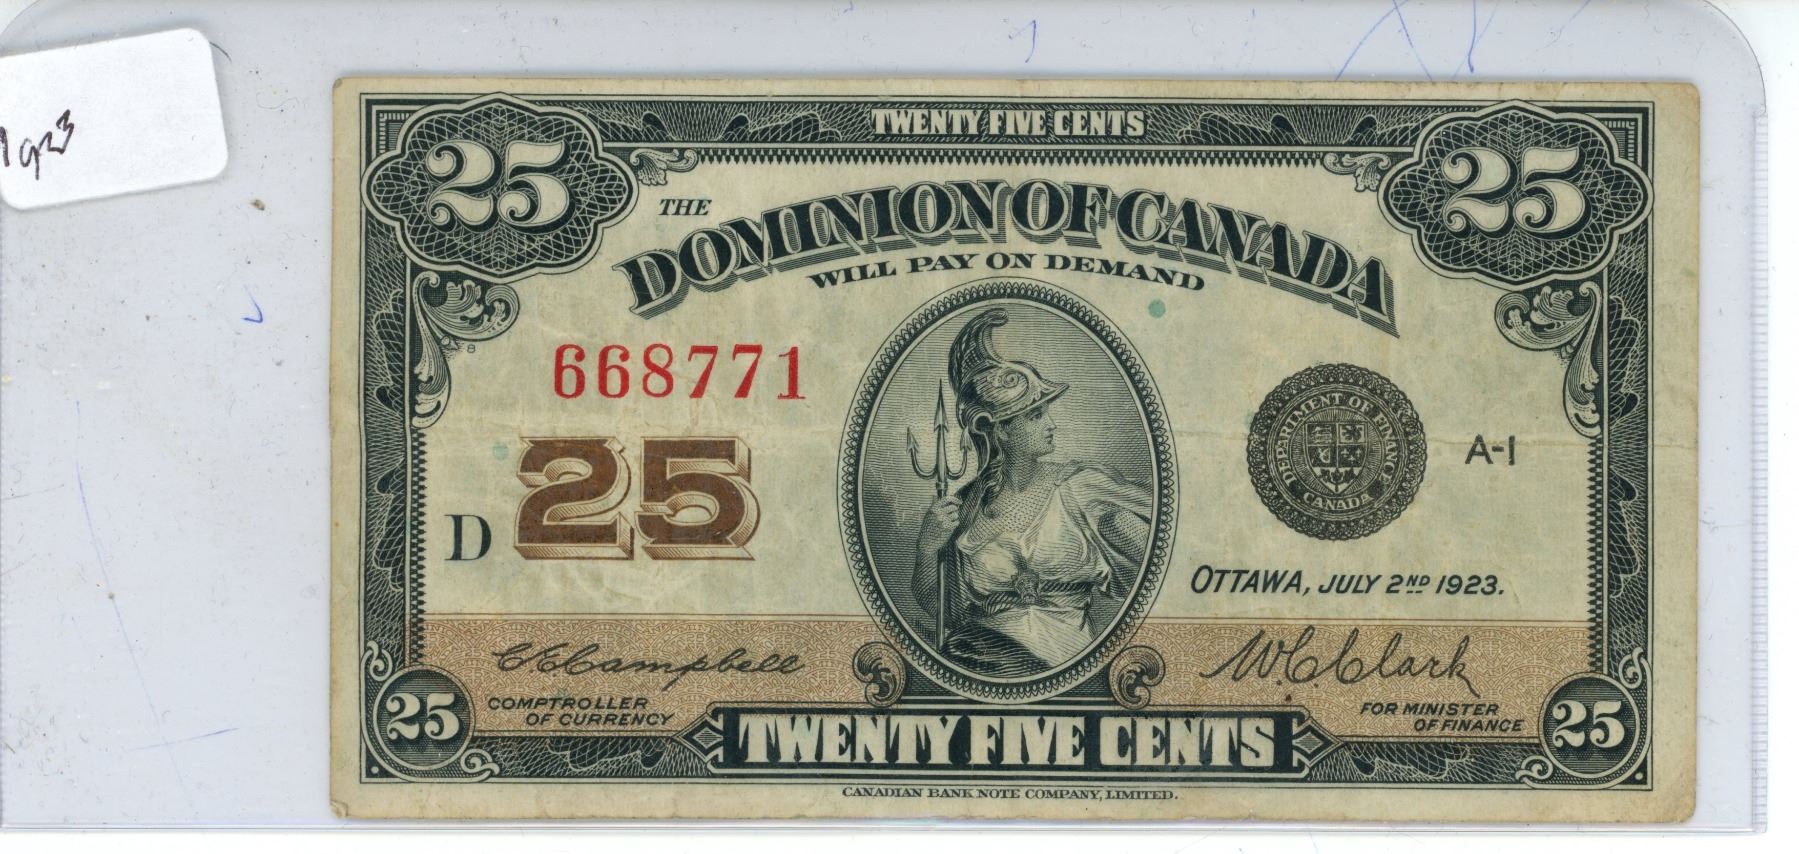 1923
25
TWENTY FIVE CENTS
25
THE
DOMINION OF CANADA
WILL PAY ON DEMAND
668771
25
D
DEPARTMENT OF FINANCE
CANADA
A-1
OTTAWA, JULY 2ND 1923.
C.E. Campbell
W.C. Clark
COMPTROLLER
OF CURRENCY
FOR MINISTER
OF FINANCE
25
TWENTY FIVE CENTS
25
CANADIAN BANK NOTE COMPANY, LIMITED.